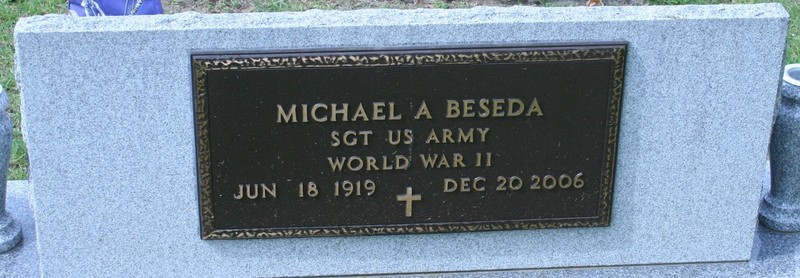 MICHAEL A BESEDA
SGT US ARMY
WORLD WAR II
JUN 18 1919 DEC 20 2006